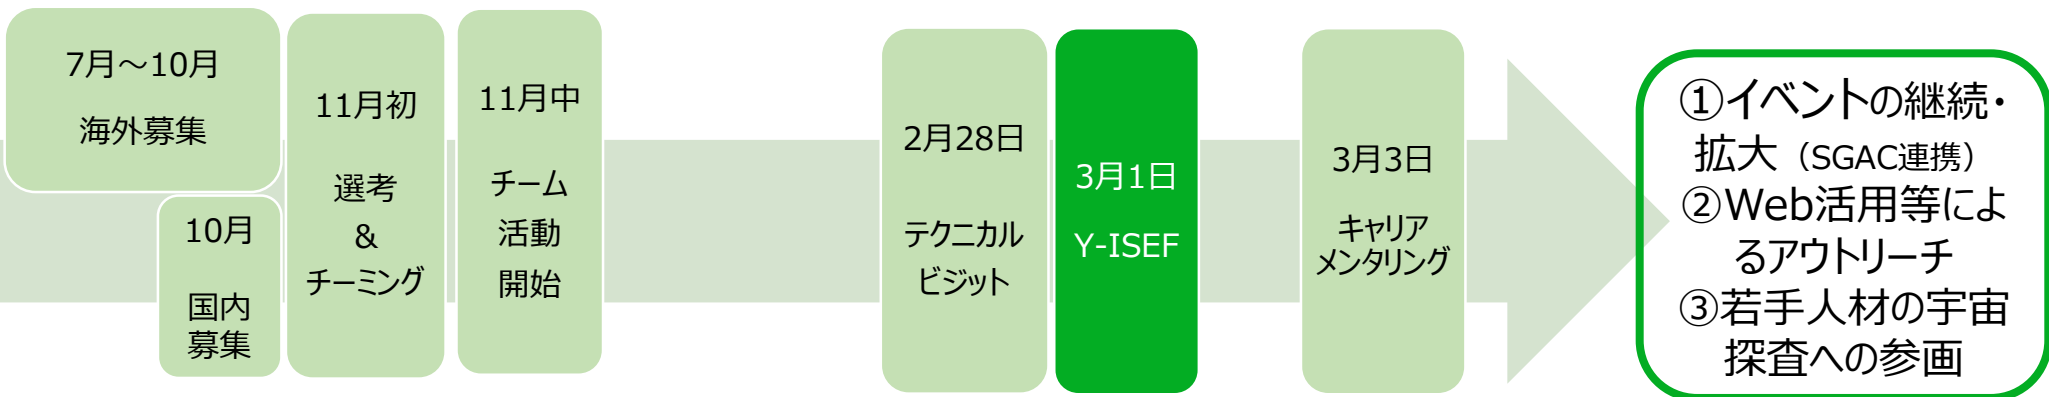 7月～10月
海外募集
10月
国内
募集
11月初
選考
&
チーミング
11月中
チーム
活動
開始
2月28日
テクニカル
ビジット
3月1日
Y-ISEF
3月3日
キャリア
メンタリング
①イベントの継続・
拡大（SGAC連携）
②Web活用等によ
るアウトリーチ
③若手人材の宇宙
探査への参画